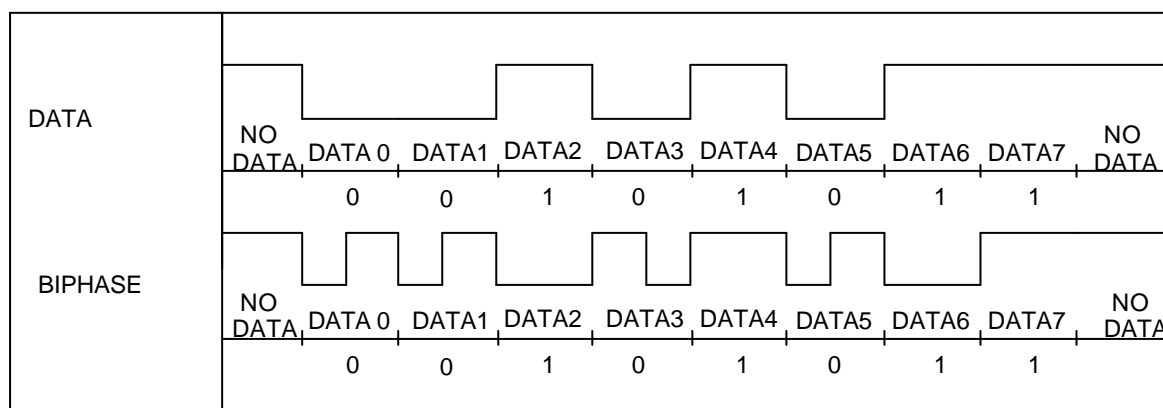 DATA
NO DATA DATA 0 DATA1 DATA2 DATA3 DATA4 DATA5 DATA6 DATA7 NO DATA
0 0 1 0 1 0 1 1
BIPHASE
NO DATA DATA 0 DATA1 DATA2 DATA3 DATA4 DATA5 DATA6 DATA7 NO DATA
0 0 1 0 1 0 1 1